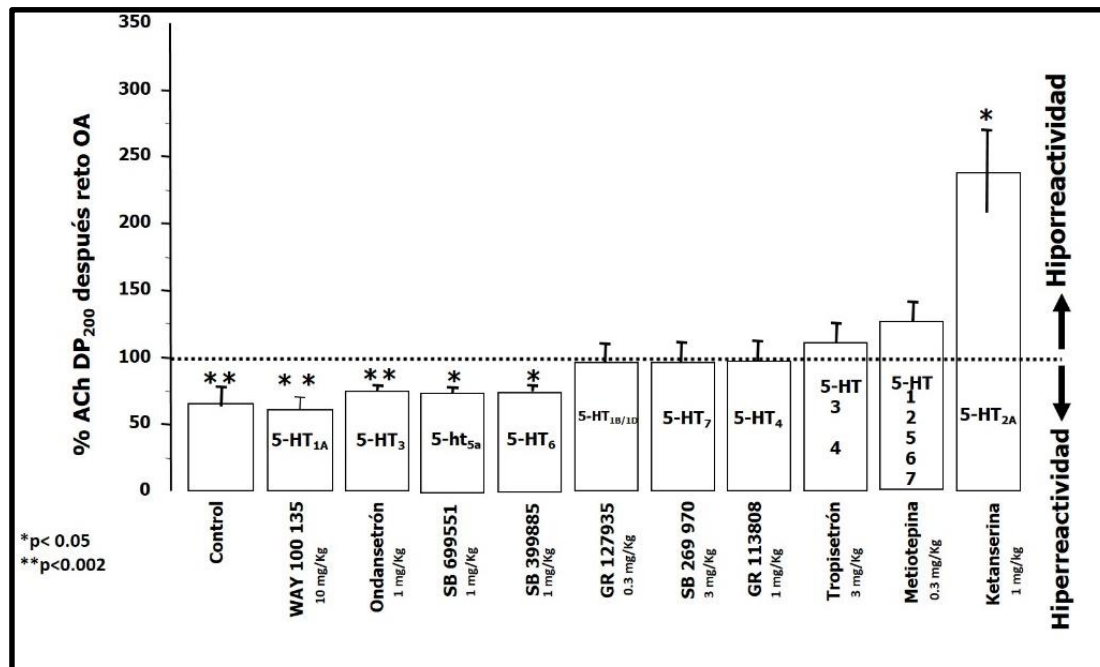 350
300
250
200
150
100
50
0
% ACh DP200 después reto OA
** * * ** * * *
5-HT1A
5-HT3
5-ht5a
5-HT6
5-HT1B/1D
5-HT7
5-HT4
5-HT
3
4
5-HT
1
2
5
6
7
5-HT2A
Hiporreactividad
Hiperreactividad
Control
WAY 100 135
10 mg/Kg
Ondansetrón
1 mg/Kg
SB 699551
1 mg/Kg
SB 399885
1 mg/Kg
GR 127935
0.3 mg/Kg
SB 269 970
3 mg/Kg
GR 113808
1 mg/Kg
Tropisetrón
3 mg/Kg
Metiotepina
0.3 mg/Kg
Ketanserina
1 mg/Kg
*p< 0.05
**p<0.002